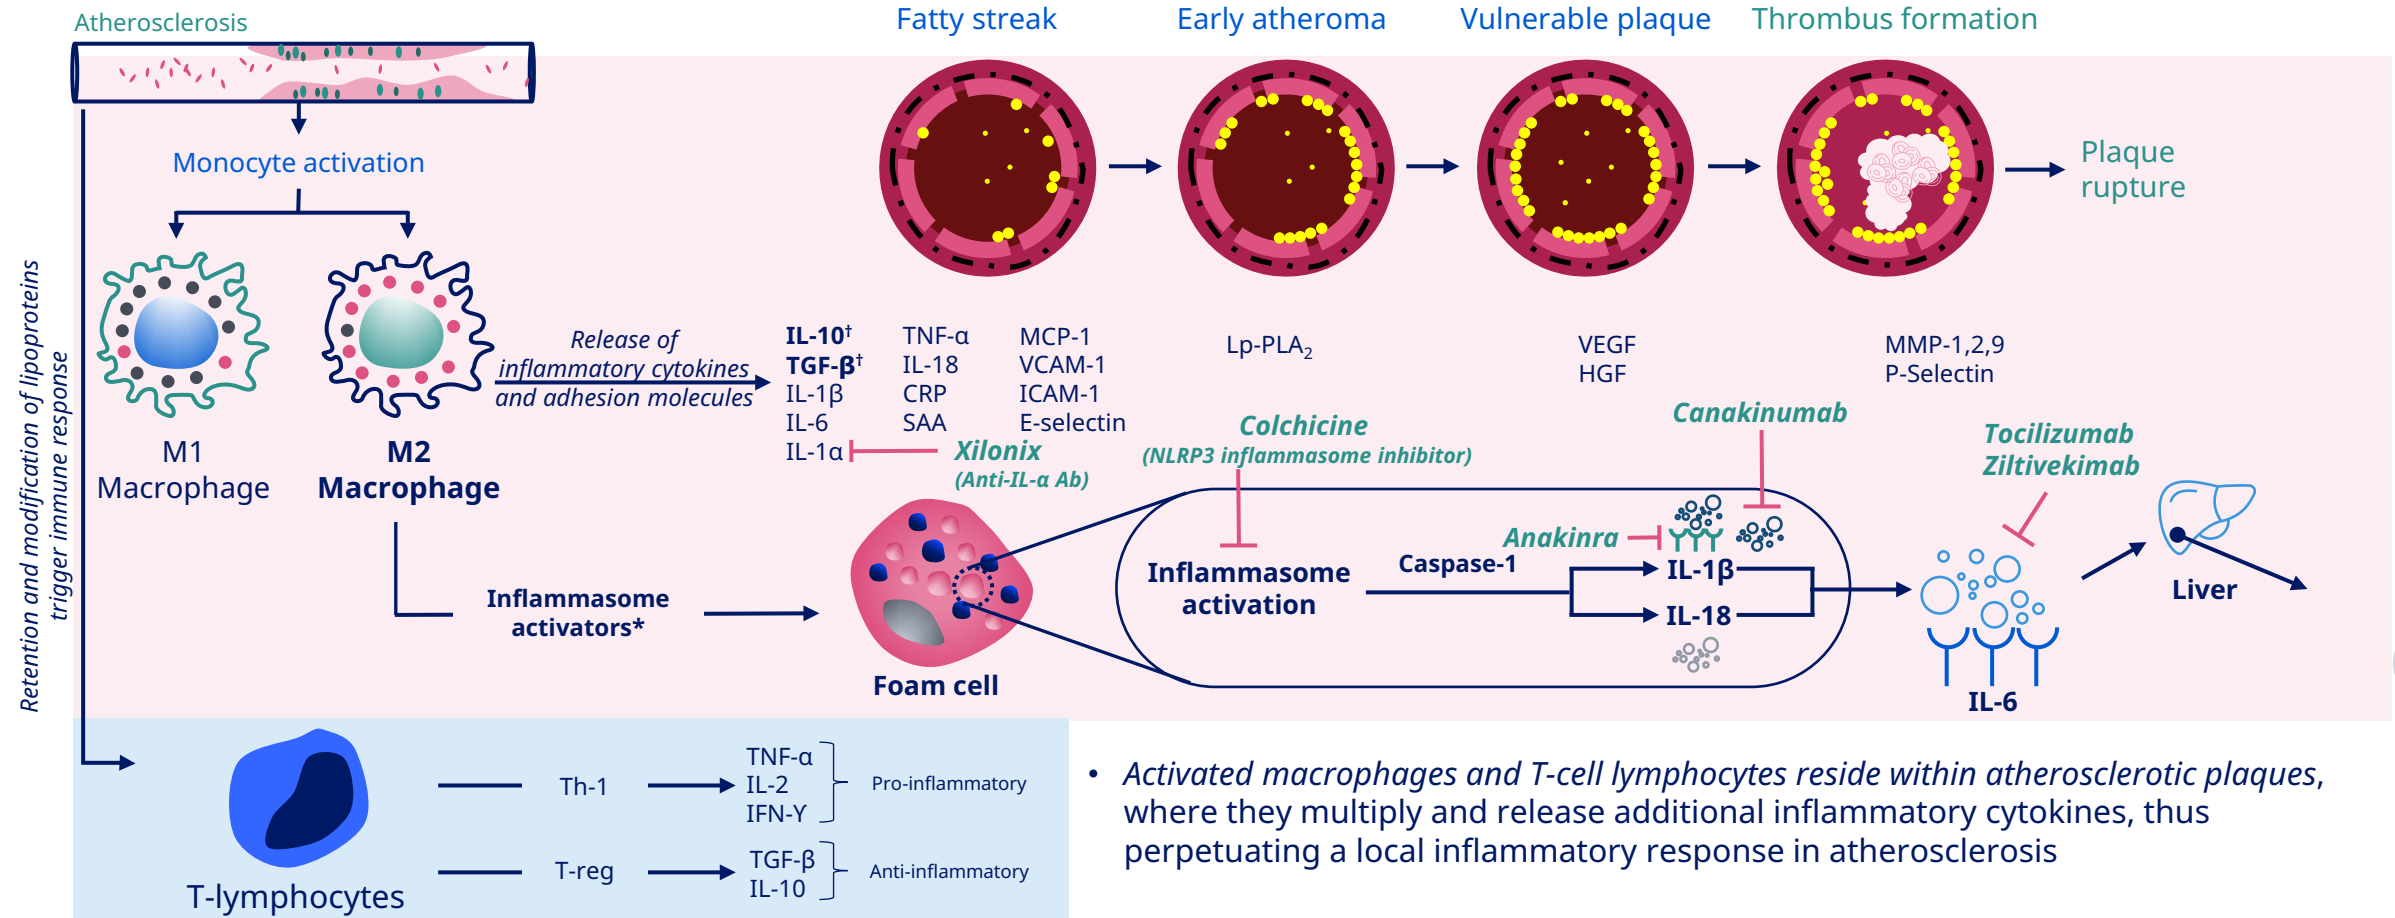 Atherosclerosis
Fatty streak
Early atheroma
Vulnerable plaque
Thrombus formation
Monocyte activation
Plaque
rupture
Retention and modification of lipoproteins
trigger immune response
M1
Macrophage
M2
Macrophage
Release of
inflammatory cytokines
and adhesion molecules
IL-10†
TGF-β†
IL-1β
IL-6
IL-1α
TNF-α
IL-18
CRP
SAA
MCP-1
VCAM-1
ICAM-1
E-selectin
Lp-PLA₂
VEGF
HGF
MMP-1,2,9
P-Selectin
Xilonix
(Anti-IL-α Ab)
Colchicine
(NLRP3 inflammasome inhibitor)
Canakinumab
Tocilizumab
Ziltivekimab
Anakinra
Inflammasome
activators*
Foam cell
Inflammasome
activation
Caspase-1
IL-1β
IL-18
IL-6
Liver
T-lymphocytes
Th-1
TNF-α
IL-2
IFN-Y
Pro-inflammatory
T-reg
TGF-β
IL-10
Anti-inflammatory
• Activated macrophages and T-cell lymphocytes reside within atherosclerotic plaques,
where they multiply and release additional inflammatory cytokines, thus
perpetuating a local inflammatory response in atherosclerosis